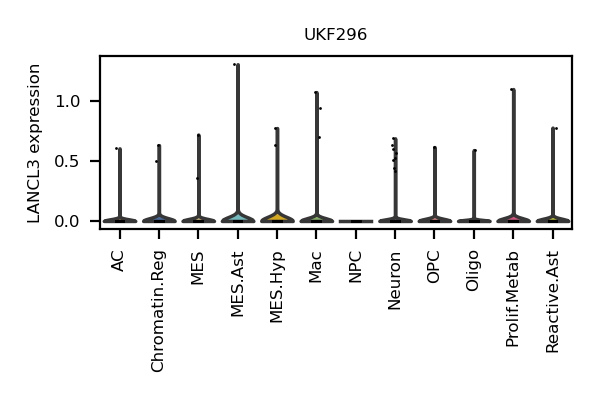 UKF296
LANCL3 expression
1.0
0.5
0.0
AC
Chromatin.Reg
MES
MES.Ast
MES.Hyp
Mac
NPC
Neuron
OPC
Oligo
Prolif.Metab
Reactive.Ast